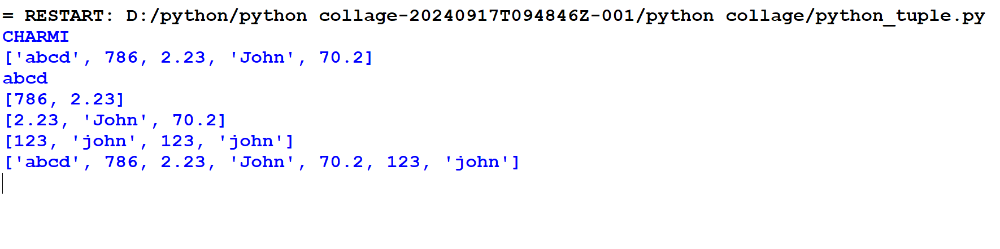 = RESTART: D:/python/python collage-20240917T094846Z-001/python collage/python_tuple.py
CHARMI
['abcd', 786, 2.23, 'John', 70.2]
abcd
[786, 2.23]
[2.23, 'John', 70.2]
[123, 'john', 123, 'john']
['abcd', 786, 2.23, 'John', 70.2, 123, 'john']